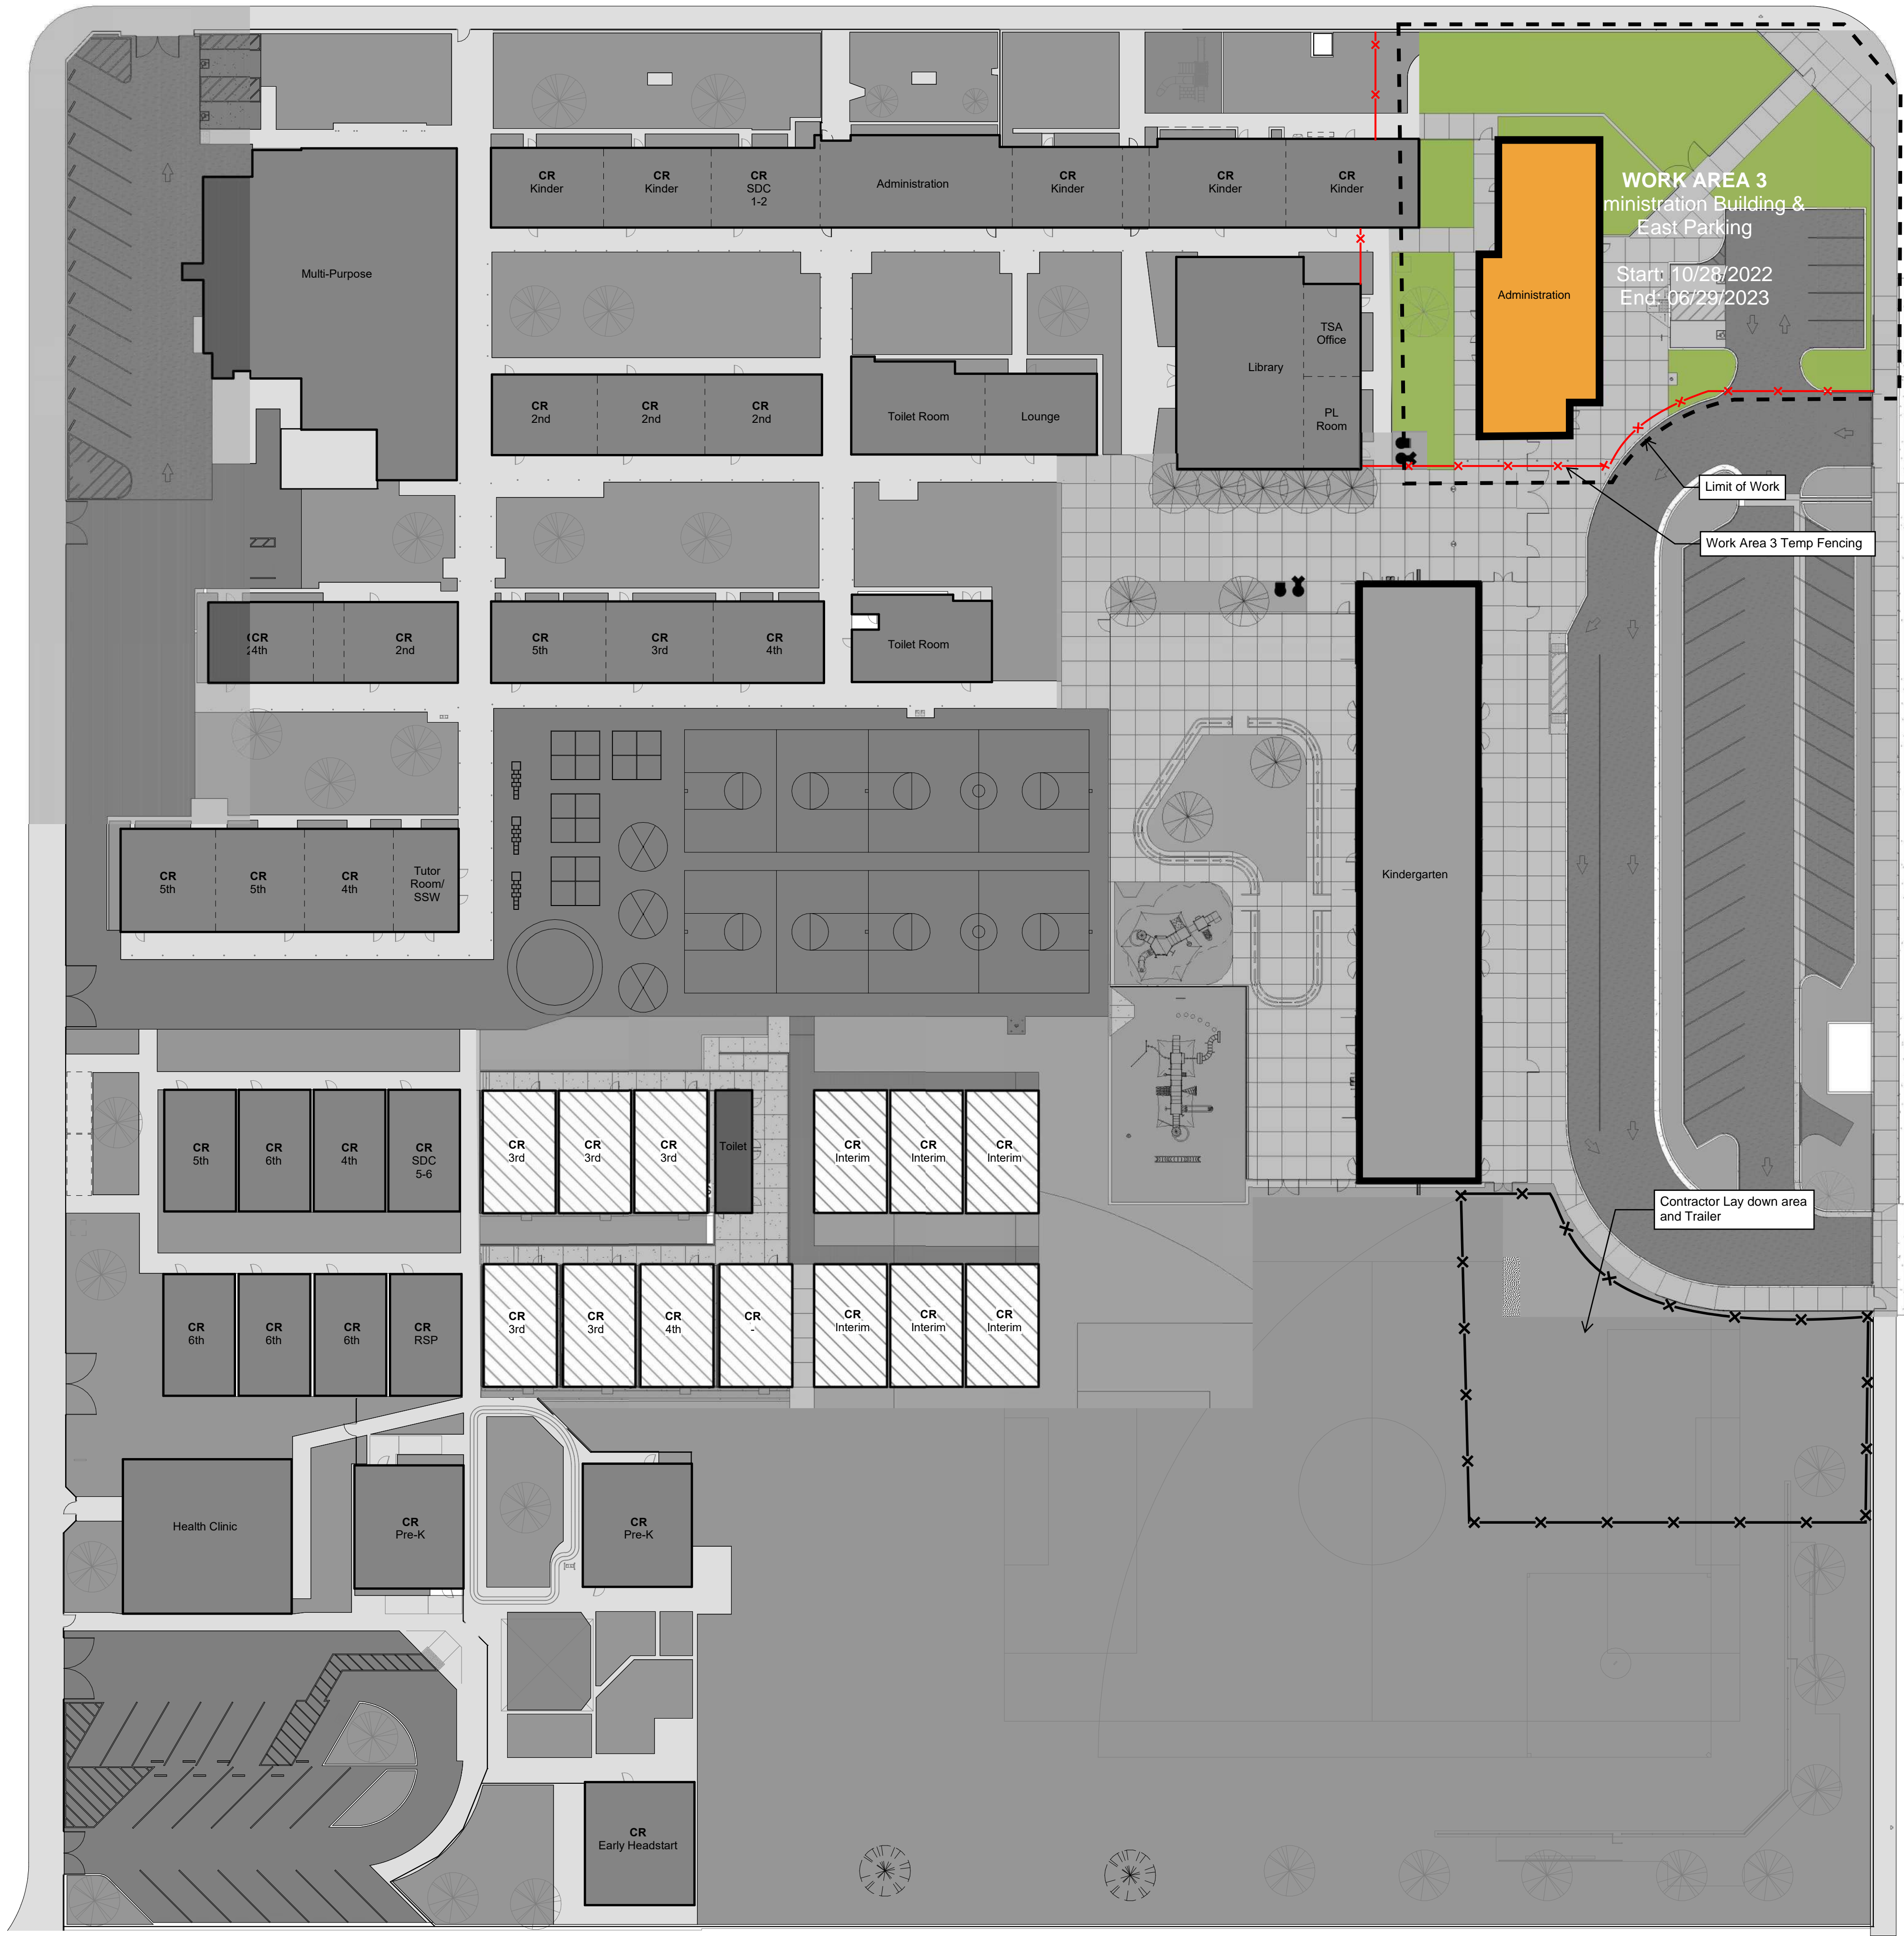 CR
Kinder
CR
Kinder
CR
SDC
1-2
Administration
CR
Kinder
CR
Kinder
CR
Kinder
WORK AREA 3
ministration Building &
East Parking
Start: 10/28/2022
End: 06/29/2023
Multi-Purpose
Administration
Library
TSA
Office
PL
Room
CR
2nd
CR
2nd
CR
2nd
Toilet Room
Lounge
Limit of Work
Work Area 3 Temp Fencing
CR
4th
CR
2nd
CR
5th
CR
3rd
CR
4th
Toilet Room
CR
5th
CR
5th
CR
4th
Tutor
Room/
SSW
Kindergarten
CR
5th
CR
6th
CR
4th
CR
SDC
5-6
CR
3rd
CR
3rd
CR
3rd
Toilet
CR
Interim
CR
Interim
CR
Interim
Contractor Lay down area
and Trailer
CR
6th
CR
6th
CR
6th
CR
RSP
CR
3rd
CR
3rd
CR
4th
CR
-
CR
Interim
CR
Interim
CR
Interim
Health Clinic
CR
Pre-K
CR
Pre-K
CR
Early Headstart